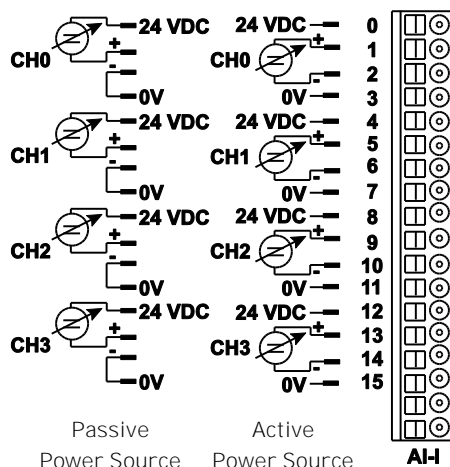 24 VDC 24 VDC 0
+ + 1
CH0 CH0
- - 2
0V 0V 3
24 VDC 24 VDC 4
+ + 5
CH1 CH1
- - 6
0V 0V 7
24 VDC 24 VDC 8
+ + 9
CH2 CH2
- - 10
0V 0V 11
24 VDC 24 VDC 12
+ + 13
CH3 CH3
- - 14
0V 0V 15
Passive Active
Power Source Power Source AI-I